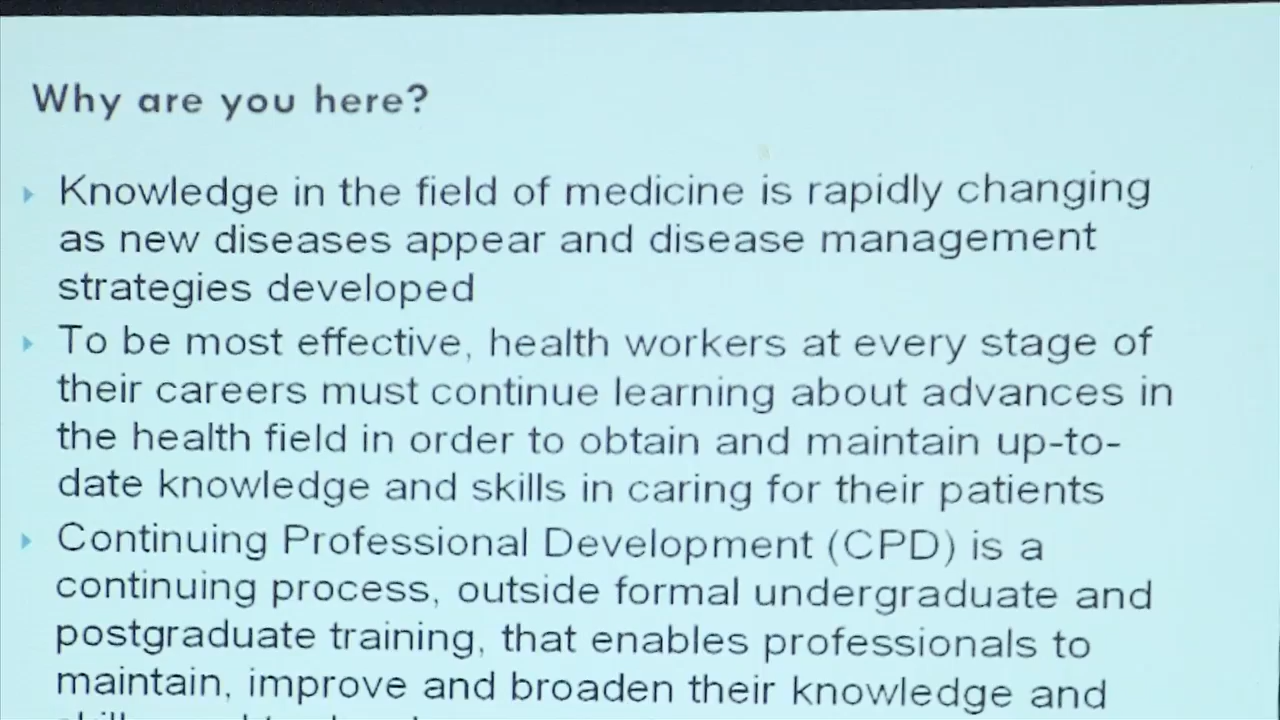 Why are you here?
Knowledge in the field of medicine is rapidly changing
as new diseases appear and disease management
strategies developed
To be most effective, health workers at every stage of
their careers must continue learning about advances in
the health field in order to obtain and maintain up-to-
date knowledge and skills in caring for their patients
Continuing Professional Development (CPD) is a
continuing process, outside formal undergraduate and
postgraduate training, that enables professionals to
maintain, improve and broaden their knowledge and